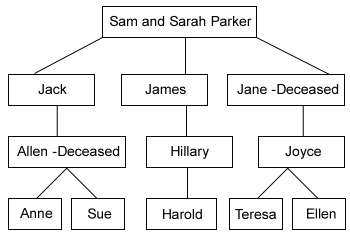 Sam and Sarah Parker
Jack
James
Jane -Deceased
Allen -Deceased
Hillary
Joyce
Anne
Sue
Harold
Teresa
Ellen